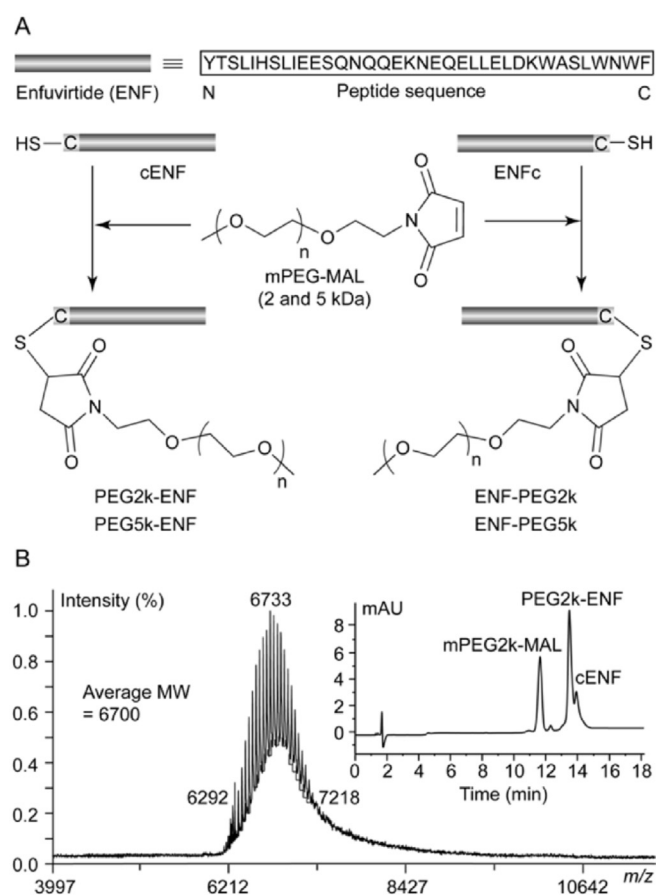 A
Enfuvirtide (ENF)
≡
YTSLIHSLIEESQNQQEKNEQELLELDKWASLWNWF
N Peptide sequence C
HS C
cENF
C SH
ENFc
O
N
O
O
O
n
mPEG-MAL
(2 and 5 kDa)
C
S
O
N
O
O
O
n
PEG2k-ENF
PEG5k-ENF
C
S
O
N
O
O
O
n
ENF-PEG2k
ENF-PEG5k
B
Intensity (%)
1.0
0.8
0.6
0.4
0.2
0.0
Average MW
= 6700
6733
6292
7218
3997 6212 8427 10642 m/z
mAU
8
6
4
2
0
PEG2k-ENF
mPEG2k-MAL
cENF
0 2 4 6 8 10 12 14 16 18
Time (min)